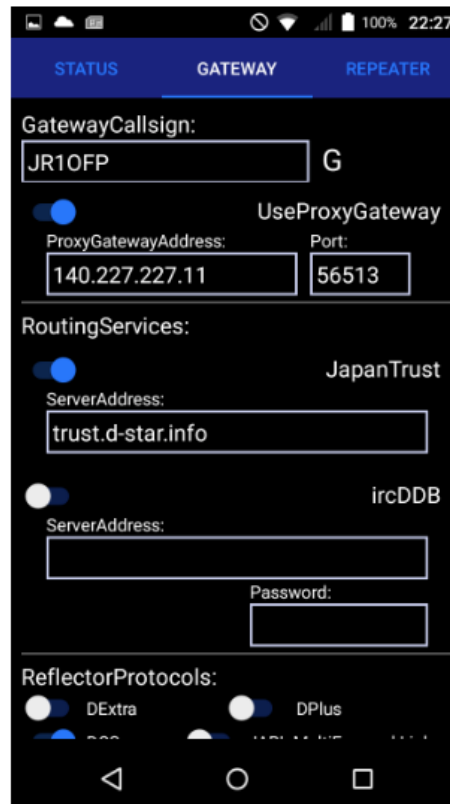 100% 22:27
STATUS GATEWAY REPEATER
GatewayCallsign:
JR1OFP G
UseProxyGateway
ProxyGatewayAddress: Port:
140.227.227.11 56513
RoutingServices:
JapanTrust
ServerAddress:
trust.d-star.info
ircDDB
ServerAddress:
Password:
ReflectorProtocols:
DExtra DPlus